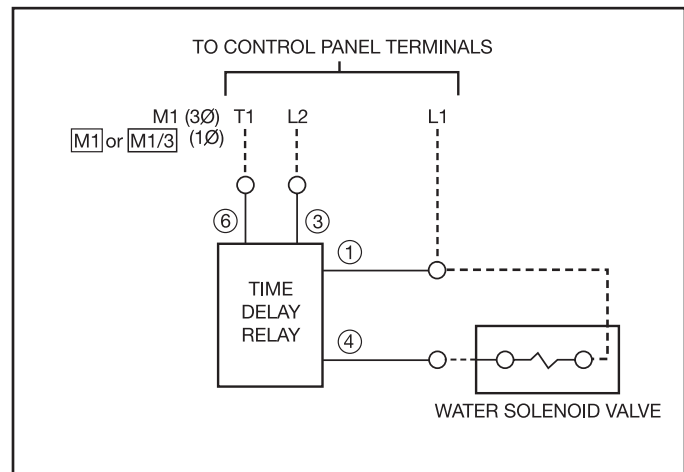 TO CONTROL PANEL TERMINALS
M1 (3Ø) T1 L2 L1
M1 or M1/3 (1Ø)
6 3
1
TIME
DELAY
RELAY
4
WATER SOLENOID VALVE